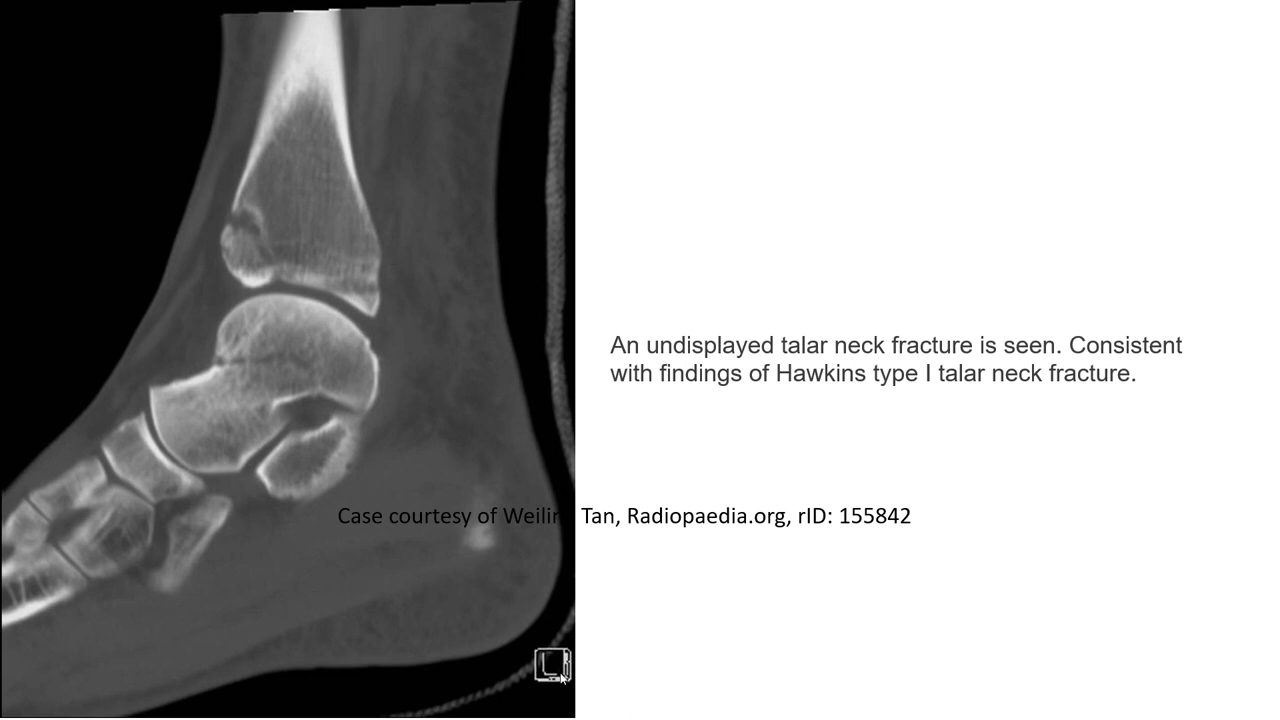 An undisplayed talar neck fracture is seen. Consistent
with findings of Hawkins type I talar neck fracture.
Case courtesy of Weiling Tan, Radiopaedia.org, rID: 155842
L